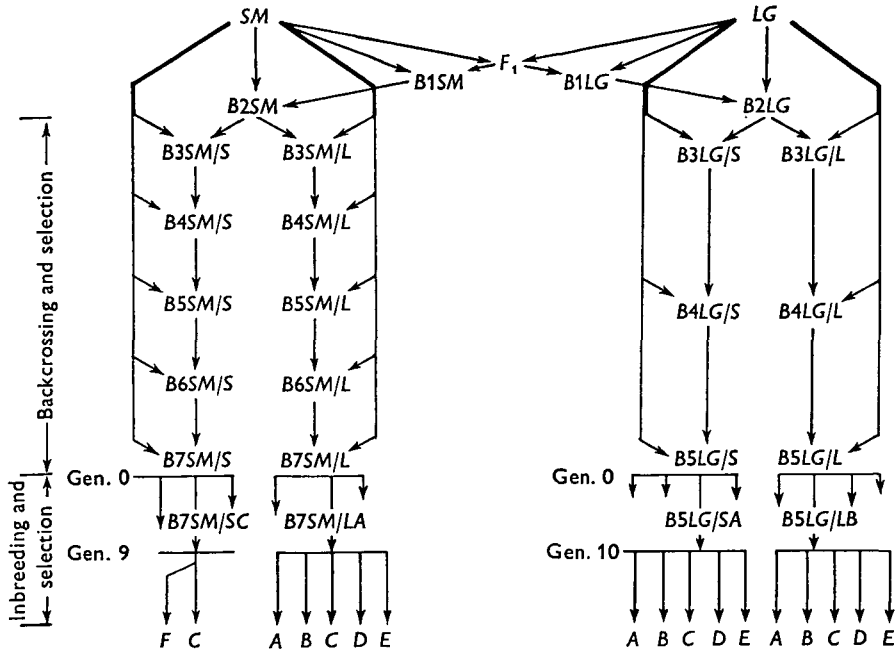 SM LG
F₁
B1SM B1LG
B2SM B2LG
B3SM/S B3SM/L B3LG/S B3LG/L
B4SM/S B4SM/L
B5SM/S B5SM/L B4LG/S B4LG/L
B6SM/S B6SM/L
B7SM/S B7SM/L B5LG/S B5LG/L
Gen. 0 Gen. 0
B7SM/SC B7SM/LA B5LG/SA B5LG/LB
Gen. 9 Gen. 10
F C A B C D E A B C D E A B C D E
Backcrossing and selection
Inbreeding and
selection